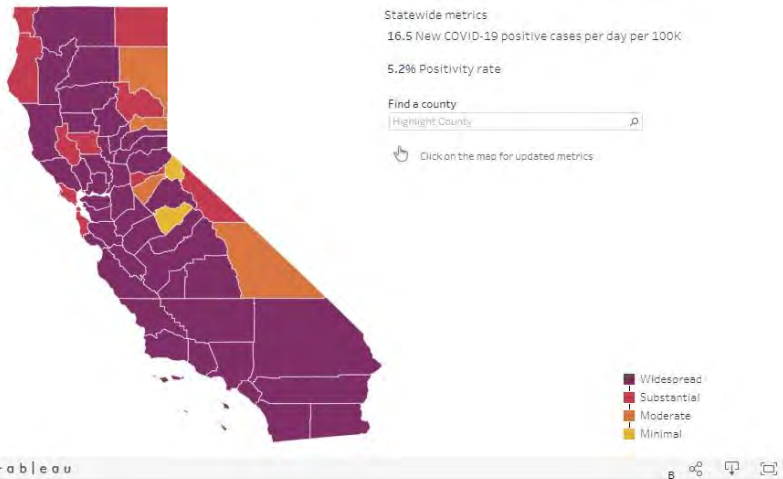 Statewide metrics
16.5 New COVID-19 positive cases per day per 100K
5.2% Positivity rate
Find a county
Highlight County
Click on the map for updated metrics
Widespread
Substantial
Moderate
Minimal
ableau
B